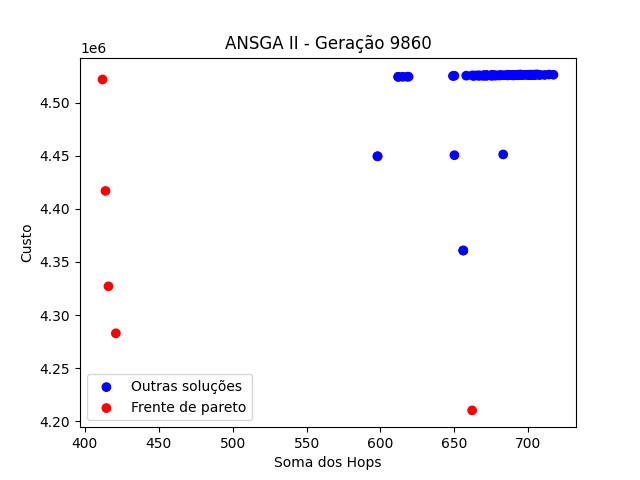 ANSGA II - Geração 9860
1e6
4.50
4.45
4.40
4.35
4.30
4.25
4.20
Custo
Outras soluções
Frente de pareto
400 450 500 550 600 650 700
Soma dos Hops